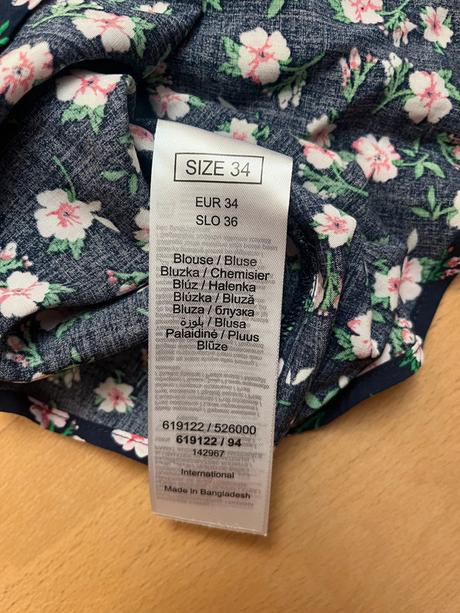 SIZE 34
EUR 34
SLO 36
Blouse / Bluse
Bluzka / Chemisier
Blúz / Halenka
Blúzka / Bluză
Bluza / блузка
بلوزة / Blusa
Palaidinė / Pluus
Blūze
619122 / 526000
619122 / 94
142967
International
Made in Bangladesh